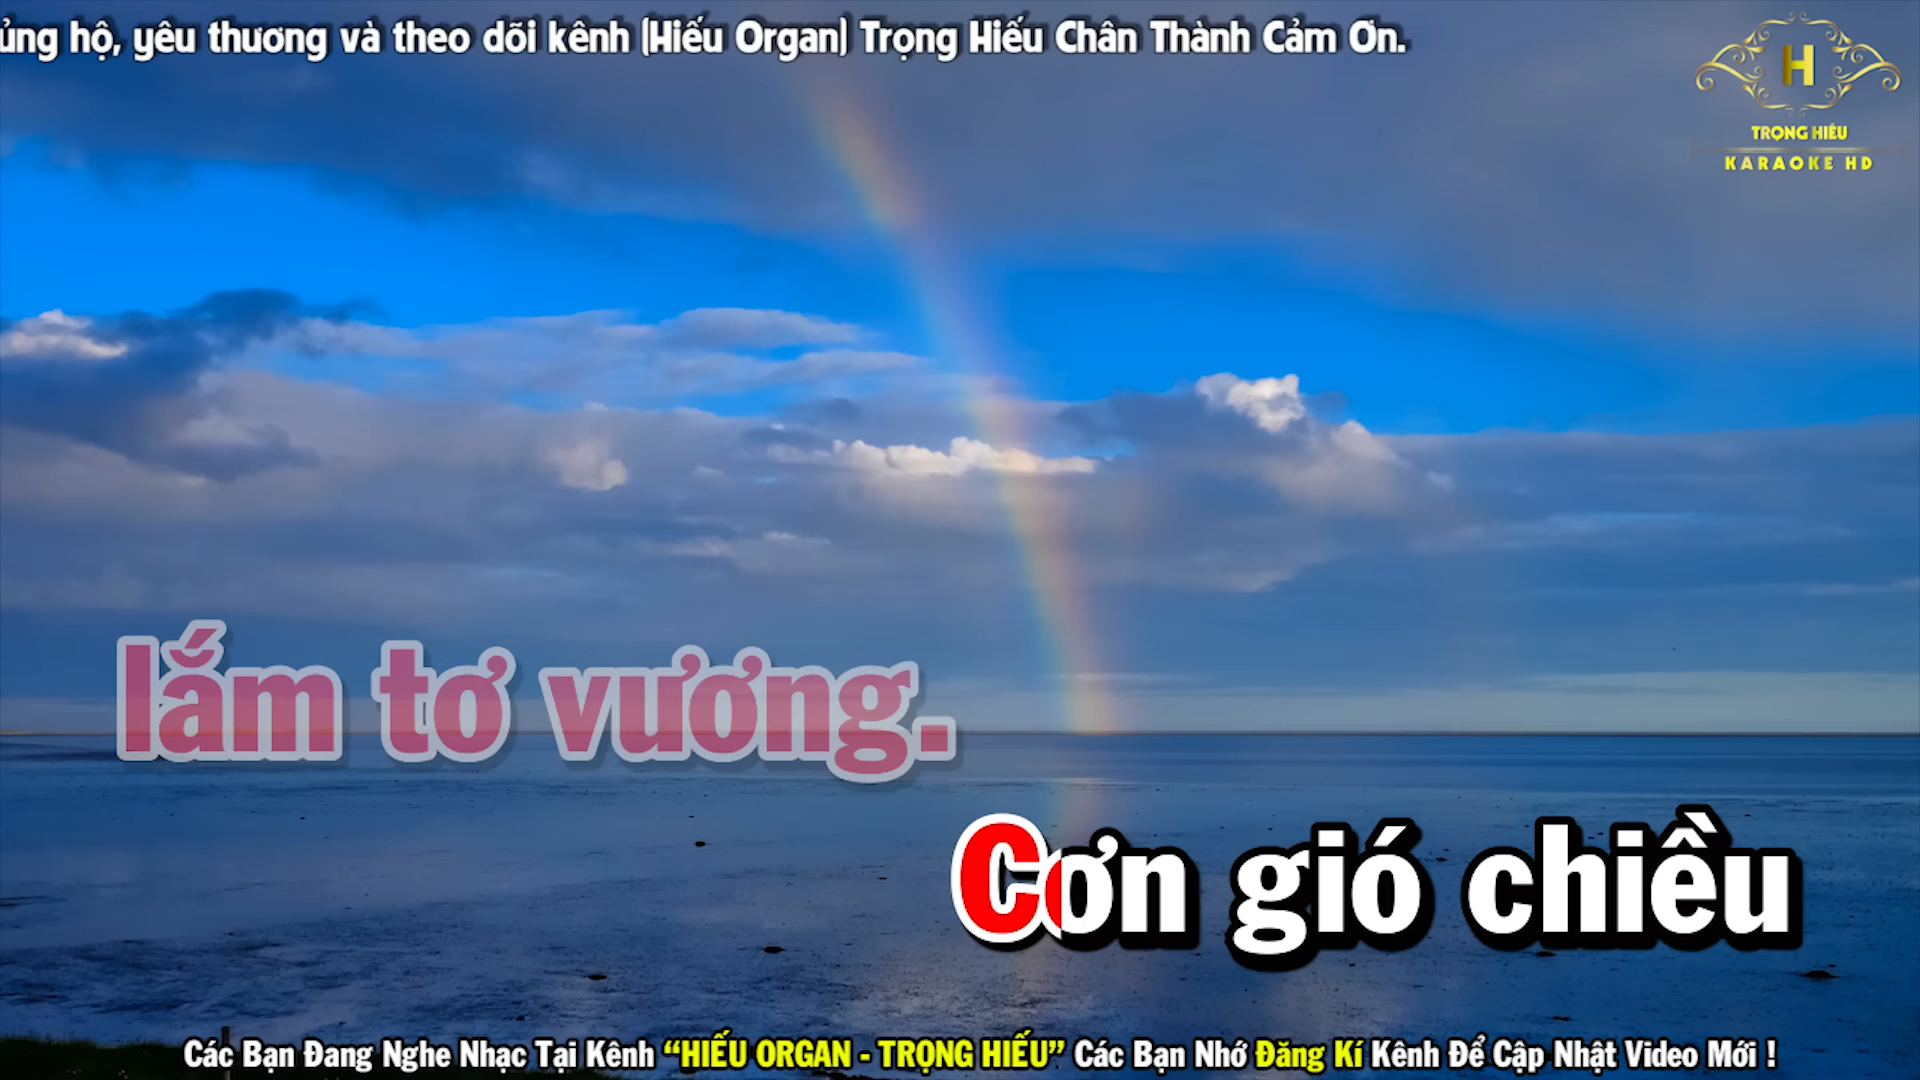 ủng hộ, yêu thương và theo dõi kênh (Hiếu Organ) Trọng Hiếu Chân Thành Cảm Ơn.
H
TRỌNG HIẾU
KARAOKE HD
lắm tơ vương.
Cơn gió chiều
Các Bạn Đang Nghe Nhạc Tại Kênh “HIẾU ORGAN - TRỌNG HIẾU” Các Bạn Nhớ Đăng Kí Kênh Để Cập Nhật Video Mới !